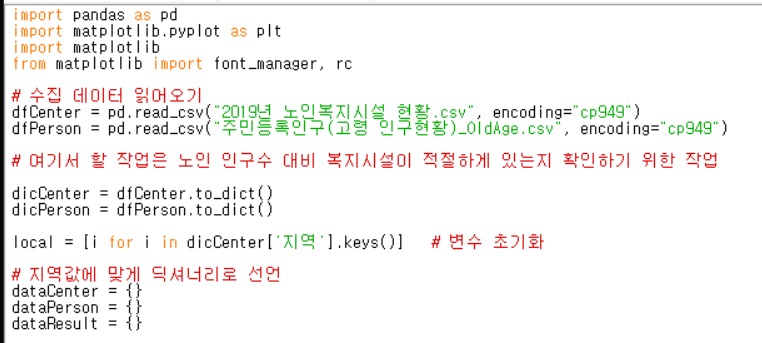 import pandas as pd
import matplotlib.pyplot as plt
import matplotlib
from matplotlib import font_manager, rc
# 수집 데이터 읽어오기
dfCenter = pd.read_csv("2019년 노인복지시설 현황.csv", encoding="cp949")
dfPerson = pd.read_csv("주민등록인구(고령 인구현황)_OldAge.csv", encoding="cp949")
# 여기서 할 작업은 노인 인구수 대비 복지시설이 적절하게 있는지 확인하기 위한 작업
dicCenter = dfCenter.to_dict()
dicPerson = dfPerson.to_dict()
local = [i for i in dicCenter['지역'].keys()] # 변수 초기화
# 지역값에 맞게 딕셔너리로 선언
dataCenter = {}
dataPerson = {}
dataResult = {}